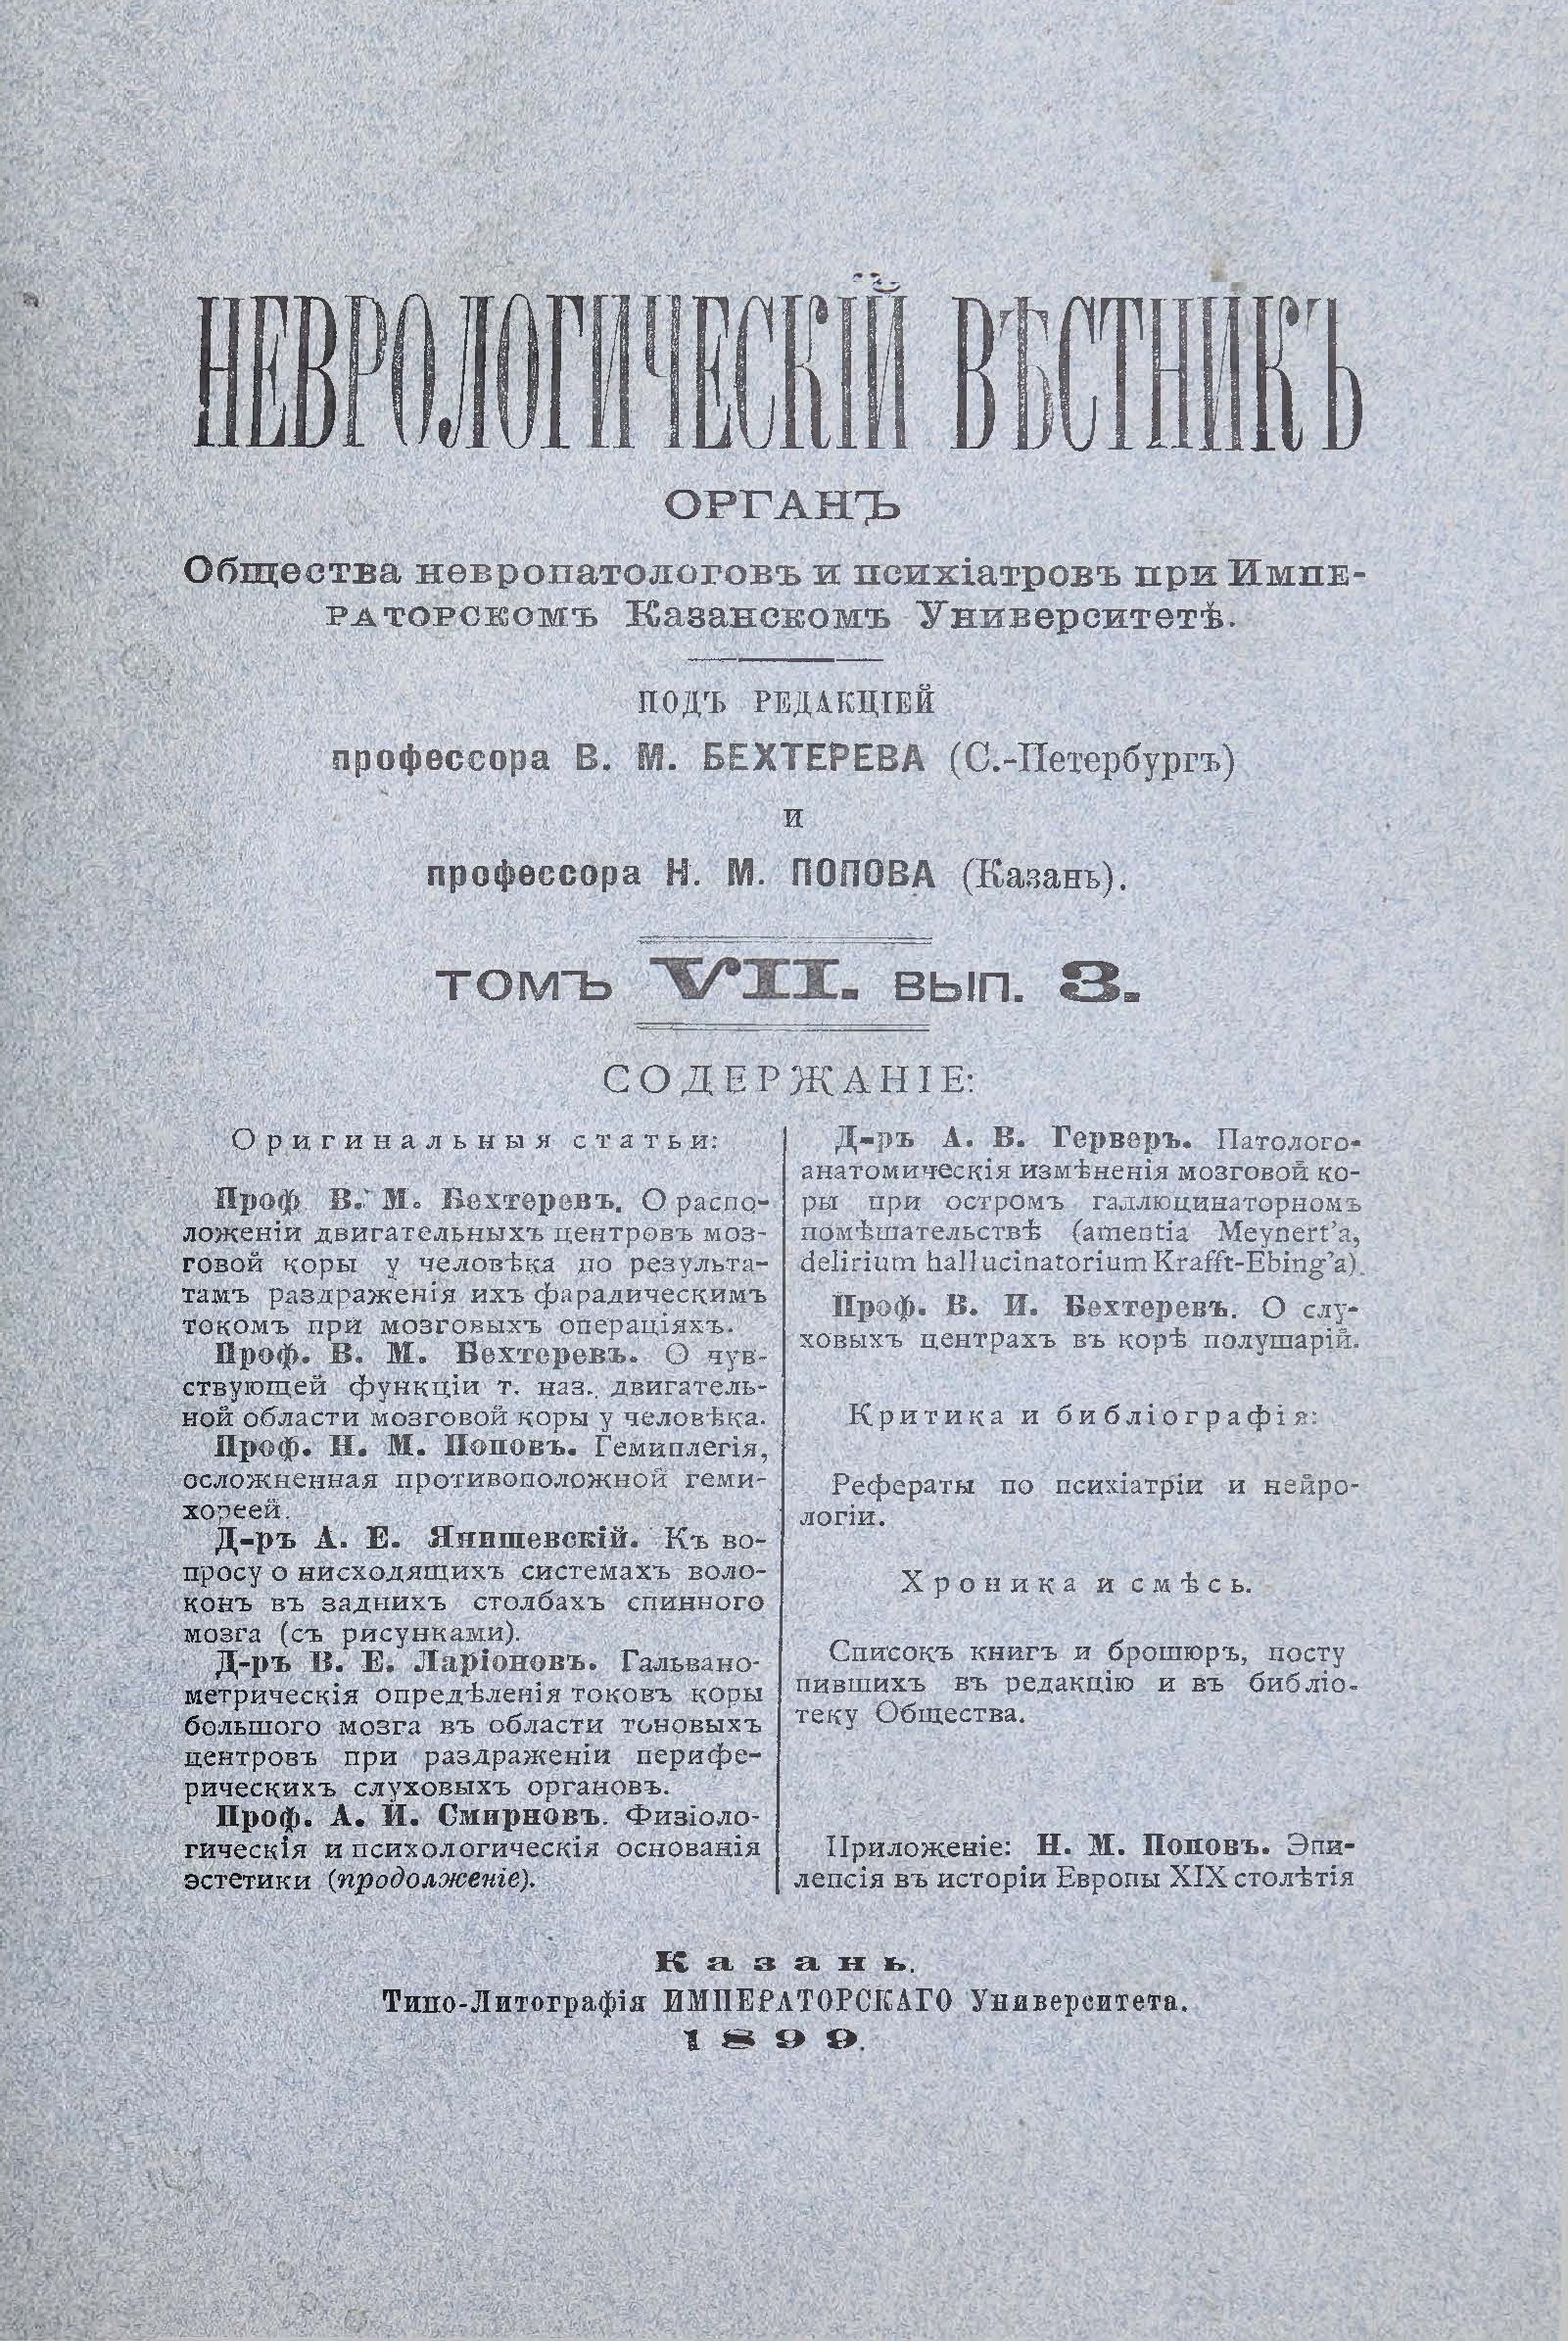 НЕВРОЛОГИЧЕСКІЙ ВѢСТНИКЪ
ОРГАНЪ
Общества невропатологовъ и психіатровъ при ИМПЕ-
РАТОРСКОМЪ Казанскомъ Университетѣ.
ПОДЪ РЕДАКЦІЕЙ
профессора В. М. БЕХТЕРЕВА (С.-Петербургъ)
и
профессора Н. М. ПОПОВА (Казань).
ТОМЪ VII. ВЫП. 3.
СОДЕРЖАНІЕ:
Оригинальныя статьи:
Проф. В. М. Бехтеревъ. О распо-
ложеніи двигательныхъ центровъ моз-
говой коры у человѣка по результа-
тамъ раздраженія ихъ фарадическимъ
токомъ при мозговыхъ операціяхъ.
Проф. В. М. Бехтеревъ. О чув-
ствующей функціи т. наз. двигатель-
ной области мозговой коры у человѣка.
Проф. Н. М. Поповъ. Гемиплегія,
осложненная противоположной геми-
хореей.
Д-ръ А. Е. Янишевскій. Къ во-
просу о нисходящихъ системахъ воло-
конъ въ заднихъ столбахъ спинного
мозга (съ рисунками).
Д-ръ В. Е. Ларіоновъ. Гальвано-
метрическія опредѣленія токовъ коры
большого мозга въ области тоновыхъ
центровъ при раздраженіи перифе-
рическихъ слуховыхъ органовъ.
Проф. А. И. Смирновъ. Физіоло-
гическія и психологическія основанія
эстетики (продолженіе).
Д-ръ А. В. Герверъ. Патолого-
анатомическія измѣненія мозговой ко-
ры при остромъ галлюцинаторномъ
помѣшательствѣ (amentia Meynert'a,
delirium hallucinatorium Krafft-Ebing'a).
Проф. В. И. Бехтеревъ. О слу-
ховыхъ центрахъ въ корѣ полушарій.
Критика и библіографія:
Рефераты по психіатріи и нейро-
логіи.
Хроника и смѣсь.
Списокъ книгъ и брошюръ, посту
пившихъ въ редакцію и въ библіо-
теку Общества.
Приложеніе: Н. М. Поповъ. Эпи-
лепсія въ исторіи Европы XIX столѣтія
Казань.
Типо-Литографія ИМПЕРАТОРСКАГО Университета.
1899.